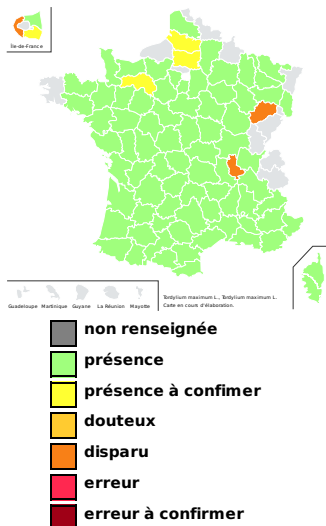 Île-de-France
Guadeloupe Martinique Guyane La Réunion Mayotte
Tordylium maximum L., Tordylium maximum L.
Carte en cours d'élaboration.
non renseignée
présence
présence à confimer
douteux
disparu
erreur
erreur à confirmer